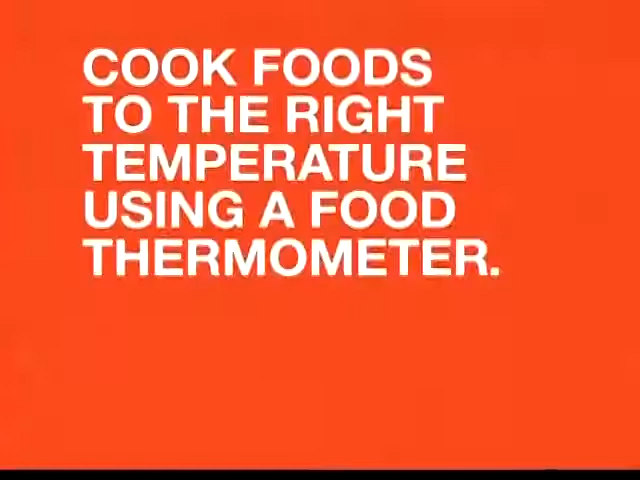 COOK FOODS
TO THE RIGHT
TEMPERATURE
USING A FOOD
THERMOMETER.